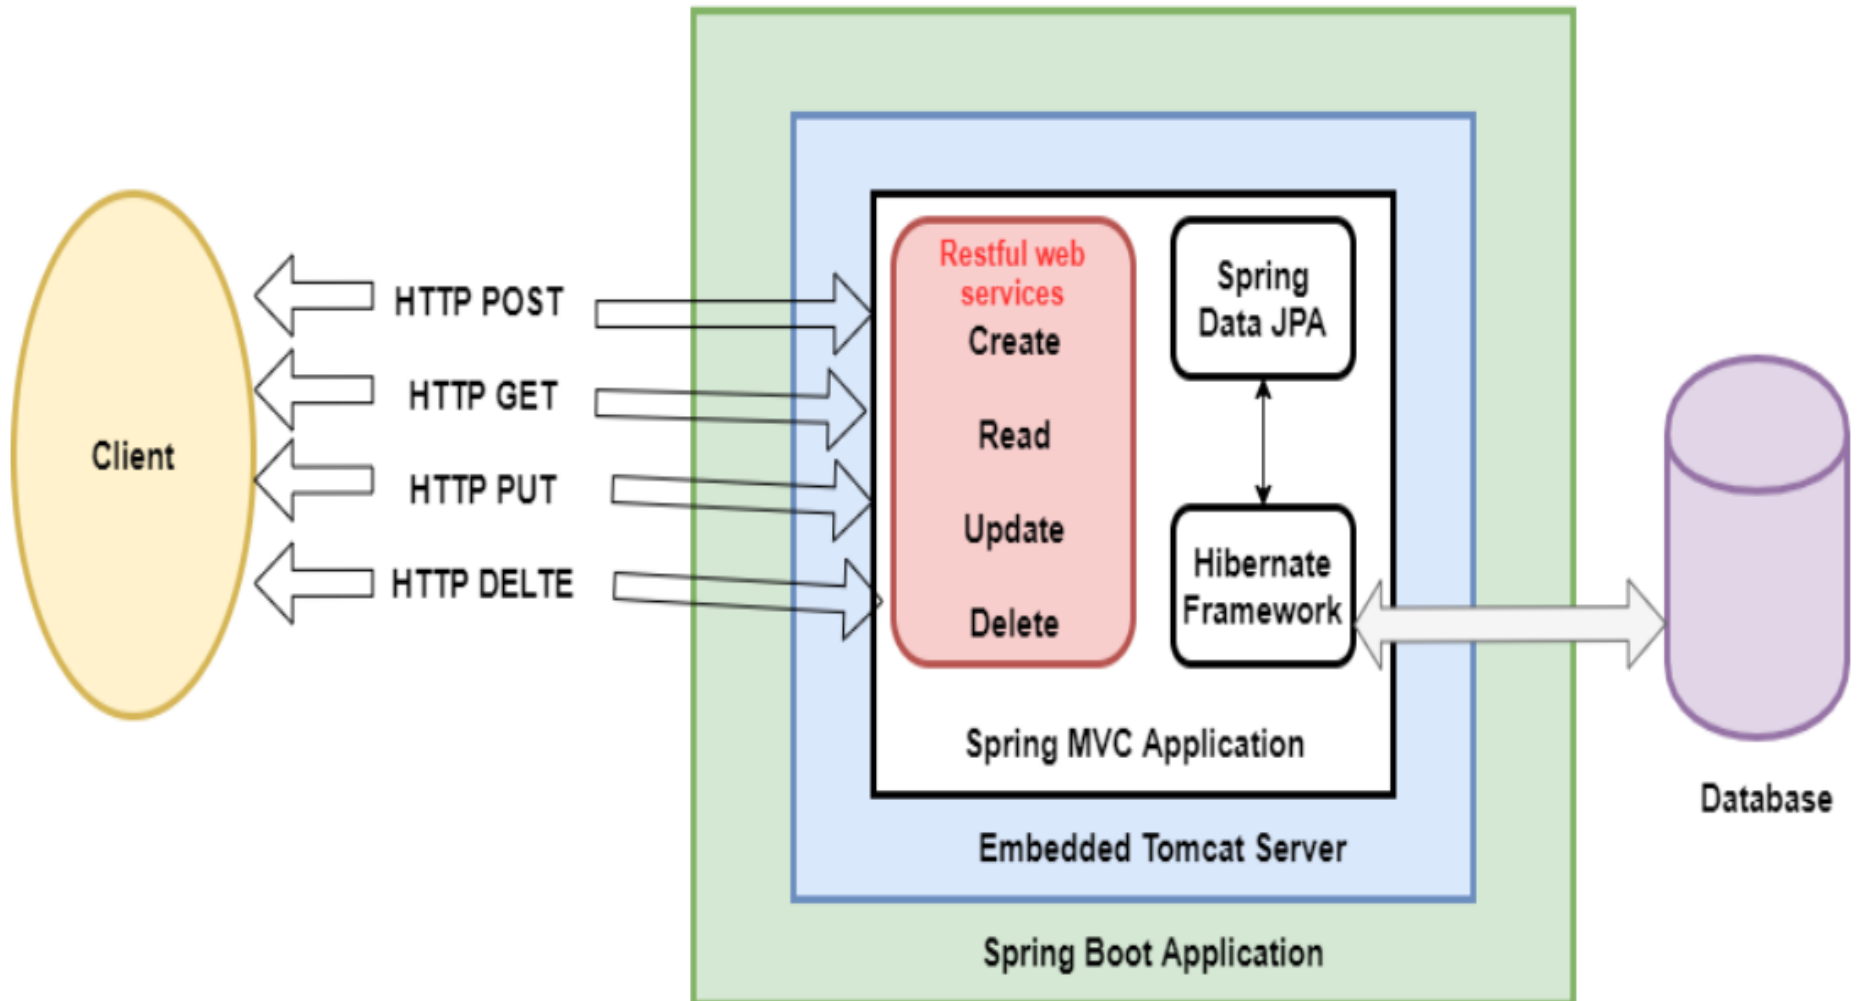 Client
HTTP POST
HTTP GET
HTTP PUT
HTTP DELTE
Restful web
services
Create
Read
Update
Delete
Spring
Data JPA
Hibernate
Framework
Spring MVC Application
Embedded Tomcat Server
Spring Boot Application
Database